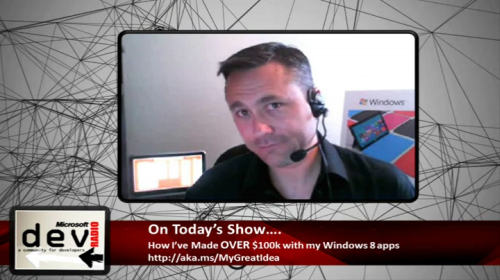 Windows
On Today's Show....
How I've Made OVER $100k with my Windows 8 apps
http://aka.ms/MyGreatIdea
Microsoft
dev
RADIO
a community for developers